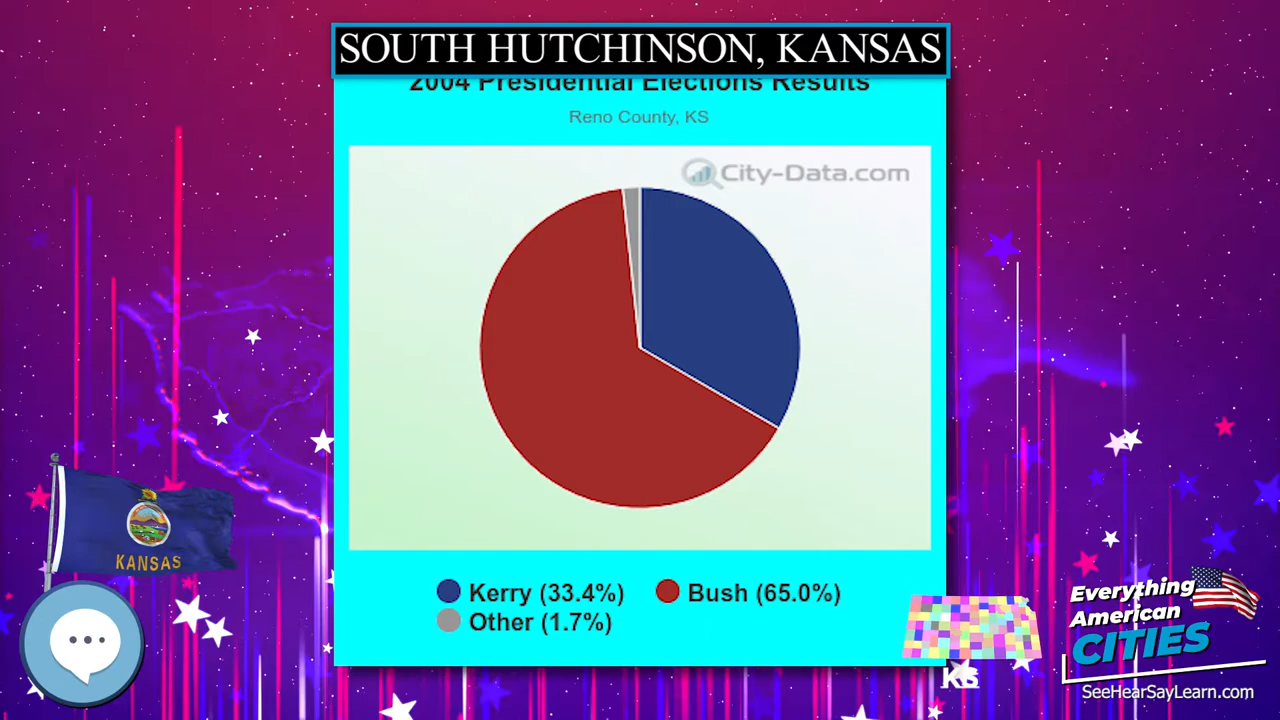 SOUTH HUTCHINSON, KANSAS
2004 Presidential Elections Results
Reno County, KS
City-Data.com
Kerry (33.4%) Bush (65.0%)
Other (1.7%)
KANSAS
KS
Everything
American
CITIES
SeeHearSayLearn.com